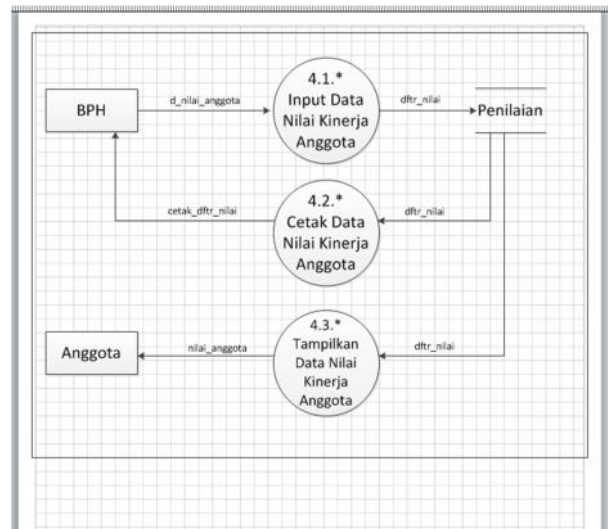 4.1.*
Input Data
Nilai Kinerja
Anggota
BPH
d_nilai_anggota
dftr_nilai
Penilaian
4.2.*
Cetak Data
Nilai Kinerja
Anggota
cetak_dftr_nilai
dftr_nilai
4.3.*
Tampilkan
Data Nilai
Kinerja
Anggota
Anggota
nilai_anggota
dftr_nilai